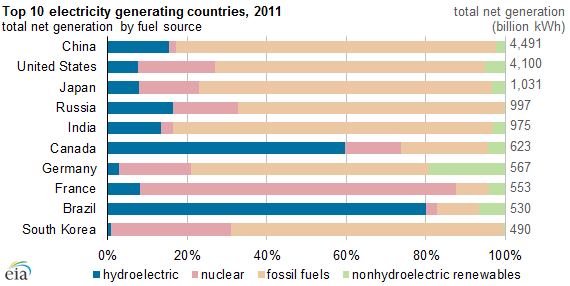 Top 10 electricity generating countries, 2011
total net generation by fuel source
total net generation
(billion kWh)
China 4,491
United States 4,100
Japan 1,031
Russia 997
India 975
Canada 623
Germany 567
France 553
Brazil 530
South Korea 490
0% 20% 40% 60% 80% 100%
eia hydroelectric nuclear fossil fuels nonhydroelectric renewables